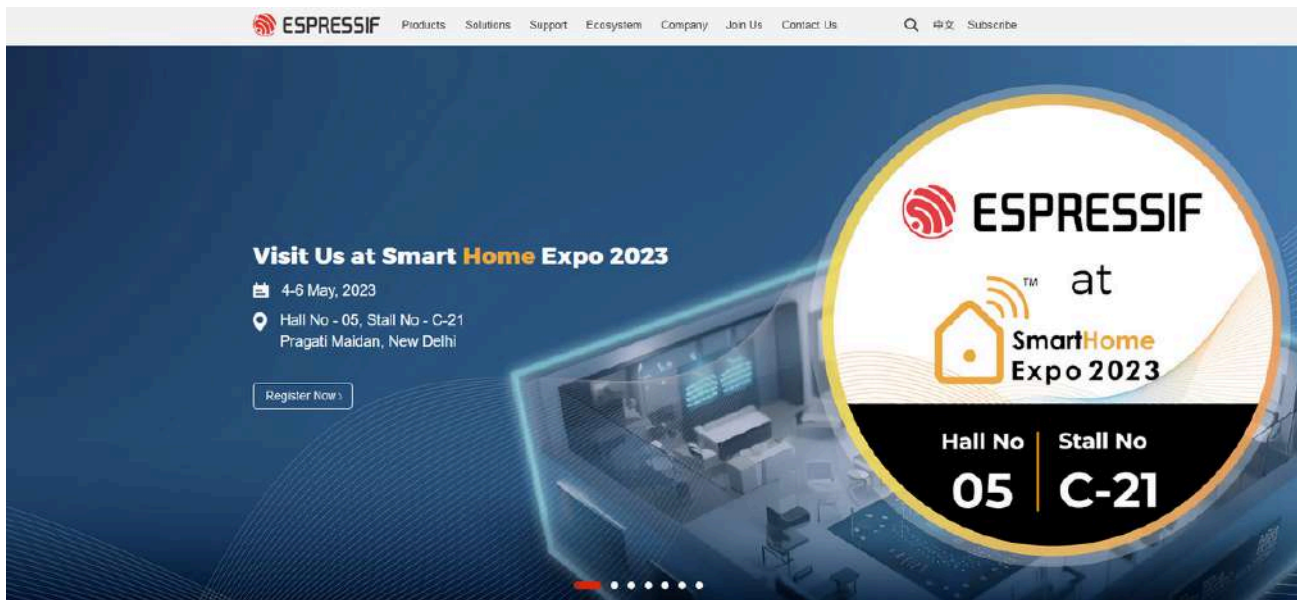 ESPRESSIF Products Solutions Support Ecosystem Company Join Us Contact Us 中文 Subscribe
Visit Us at Smart Home Expo 2023
4-6 May, 2023
Hall No - 05, Stall No - C-21
Pragati Maidan, New Delhi
Register Now ›
ESPRESSIF
TM at
SmartHome
Expo 2023
Hall No Stall No
05 C-21